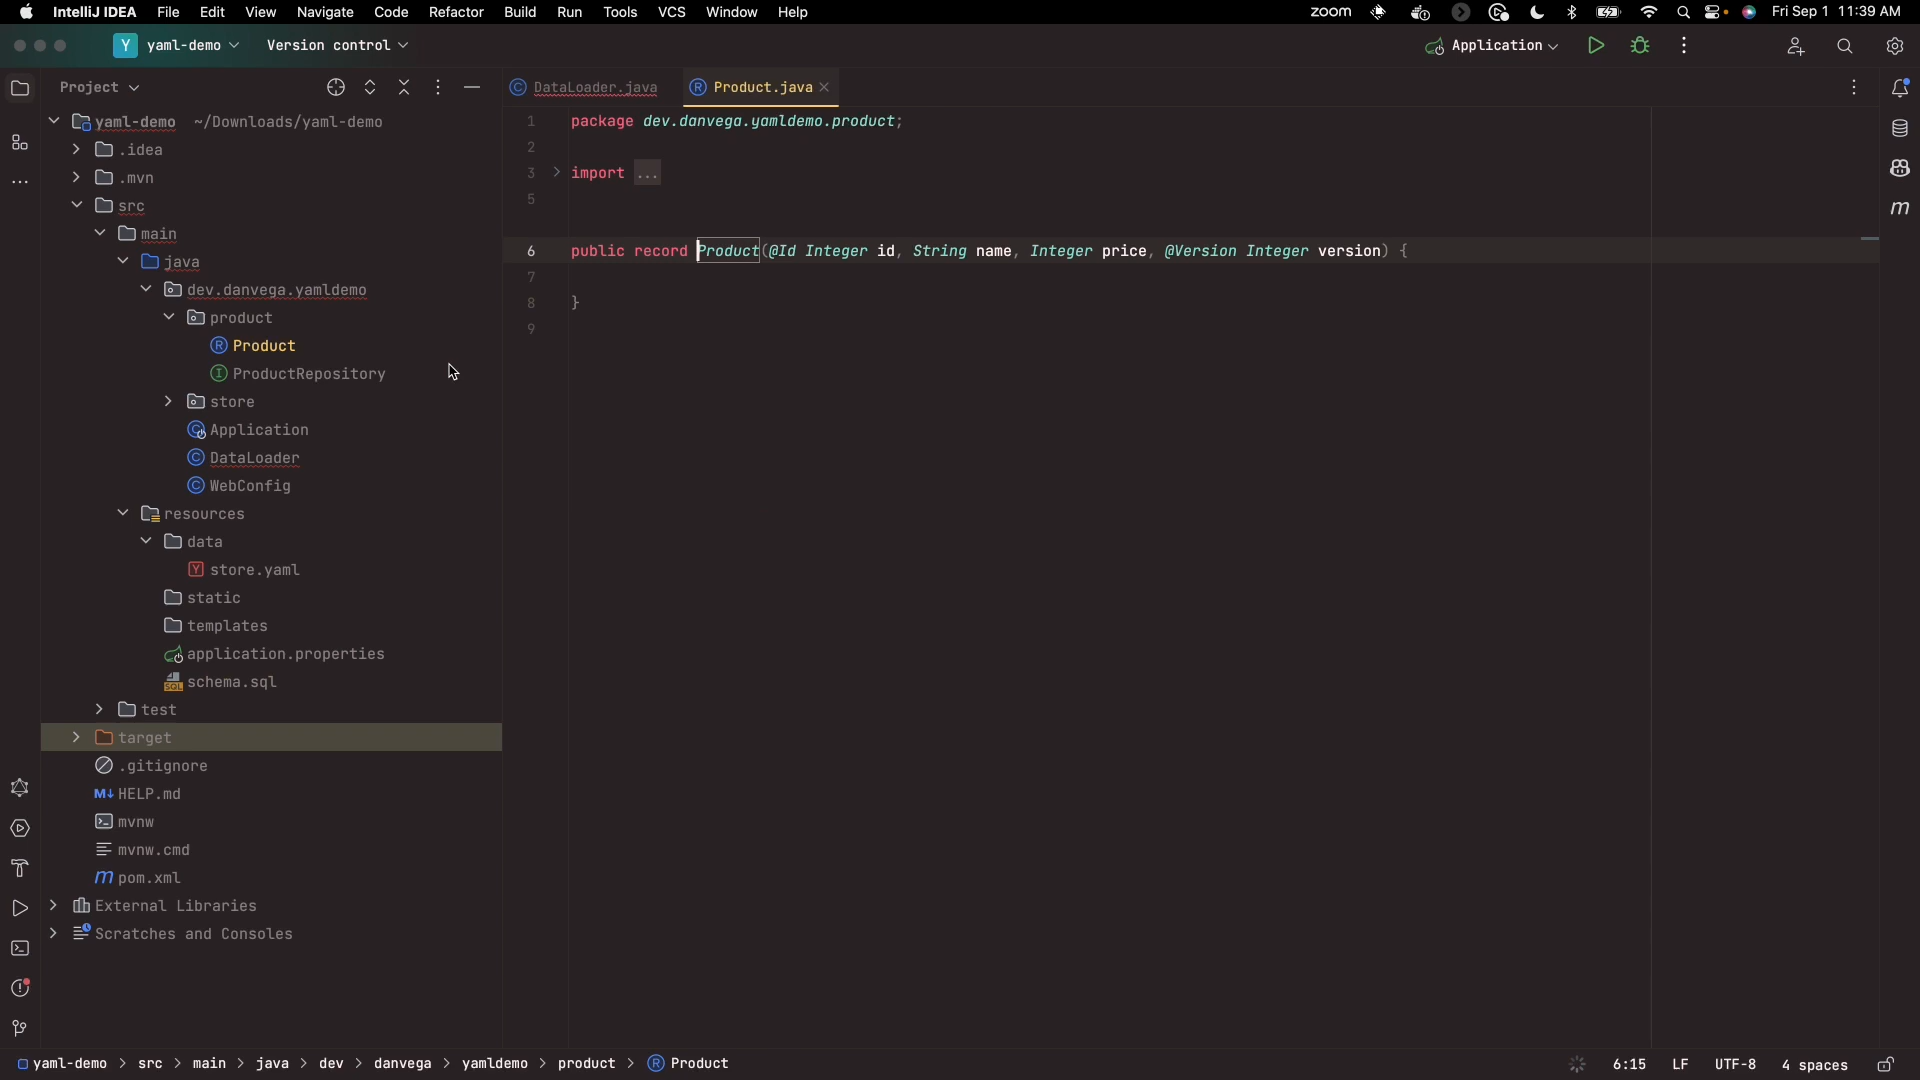 IntelliJ IDEA File Edit View Navigate Code Refactor Build Run Tools VCS Window Help zoom Fri Sep 1 11:39 AM
Y yaml-demo Version control Application
Project
DataLoader.java
Product.java
yaml-demo ~/Downloads/yaml-demo
.idea
.mvn
src
main
java
dev.danvega.yamldemo
product
Product
ProductRepository
store
Application
DataLoader
WebConfig
resources
data
store.yaml
static
templates
application.properties
schema.sql
test
target
.gitignore
HELP.md
mvnw
mvnw.cmd
pom.xml
External Libraries
Scratches and Consoles
1 package dev.danvega.yamldemo.product;
2
3 import ...
5
6 public record Product(@Id Integer id, String name, Integer price, @Version Integer version) {
7
8 }
9
yaml-demo > src > main > java > dev > danvega > yamldemo > product > Product
6:15 LF UTF-8 4 spaces